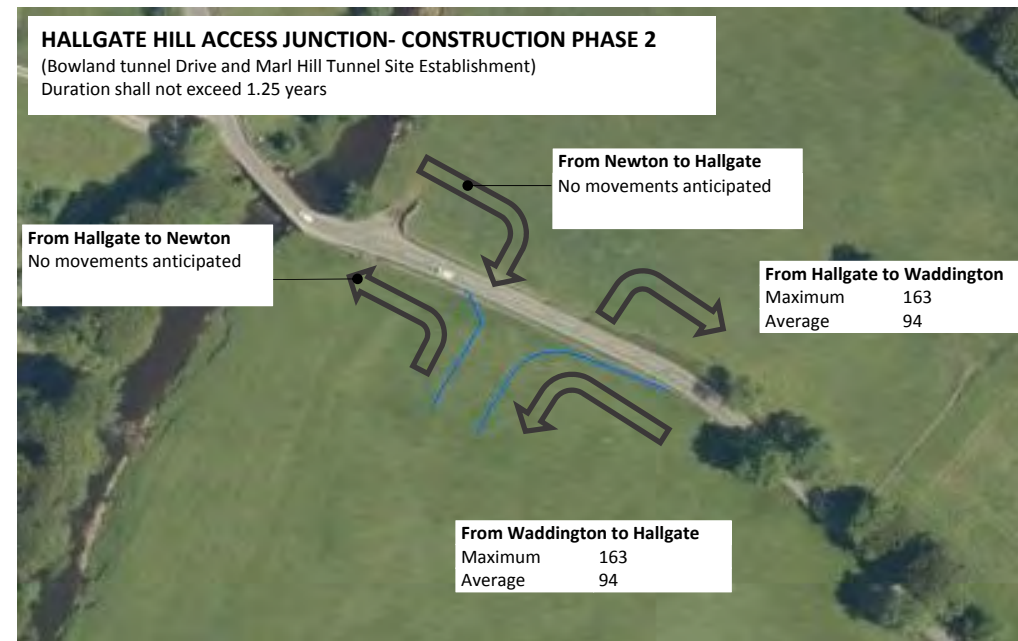 HALLGATE HILL ACCESS JUNCTION- CONSTRUCTION PHASE 2
(Bowland tunnel Drive and Marl Hill Tunnel Site Establishment)
Duration shall not exceed 1.25 years
From Newton to Hallgate
No movements anticipated
From Hallgate to Newton
No movements anticipated
From Hallgate to Waddington
Maximum 163
Average 94
From Waddington to Hallgate
Maximum 163
Average 94